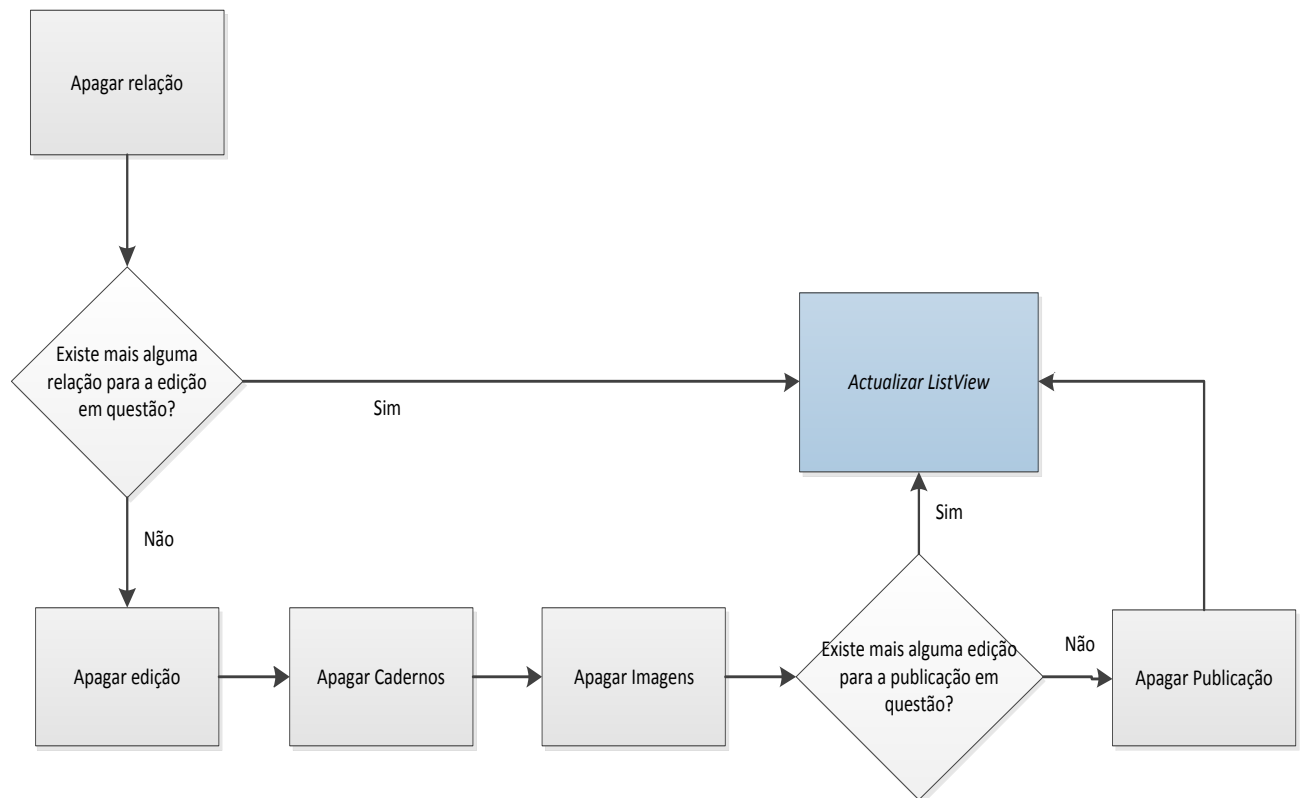 Apagar relação
Existe mais alguma
relação para a edição
em questão?
Sim
Actualizar ListView
Não
Sim
Apagar edição
Apagar Cadernos
Apagar Imagens
Existe mais alguma edição
para a publicação em
questão?
Não
Apagar Publicação